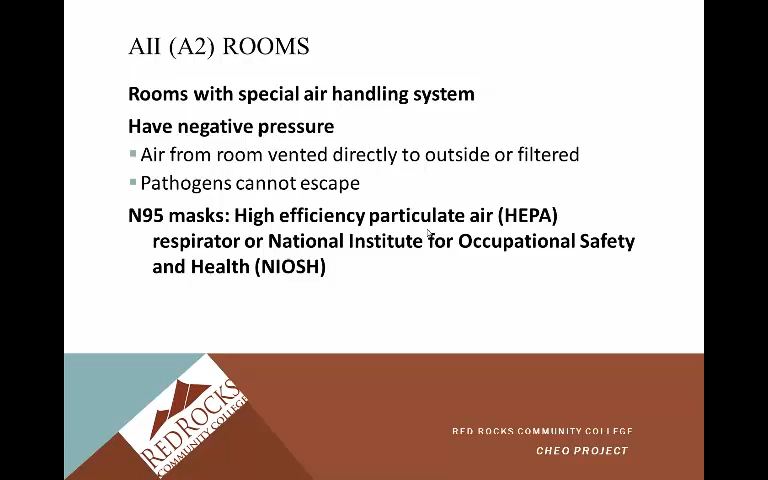 AII (A2) ROOMS
Rooms with special air handling system
Have negative pressure
Air from room vented directly to outside or filtered
Pathogens cannot escape
N95 masks: High efficiency particulate air (HEPA)
respirator or National Institute for Occupational Safety
and Health (NIOSH)
RED ROCKS
COMMUNITY COLLEGE
RED ROCKS COMMUNITY COLLEGE
CHEO PROJECT